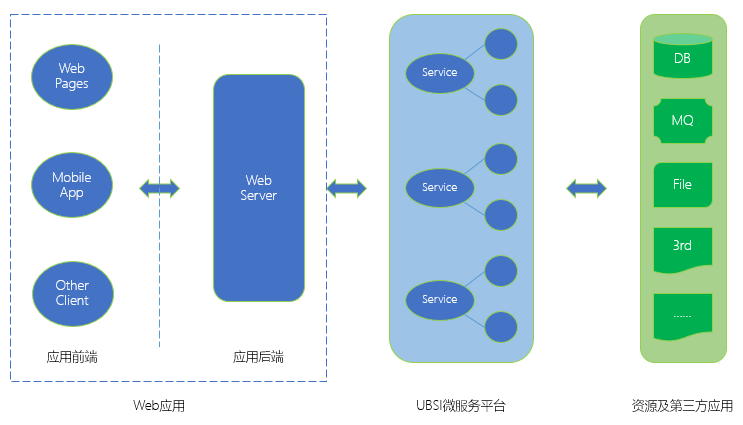 Web
Pages
Mobile
App
Other
Client
应用前端
Web
Server
应用后端
Web应用
Service
Service
Service
UBSI微服务平台
DB
MQ
File
3rd
......
资源及第三方应用